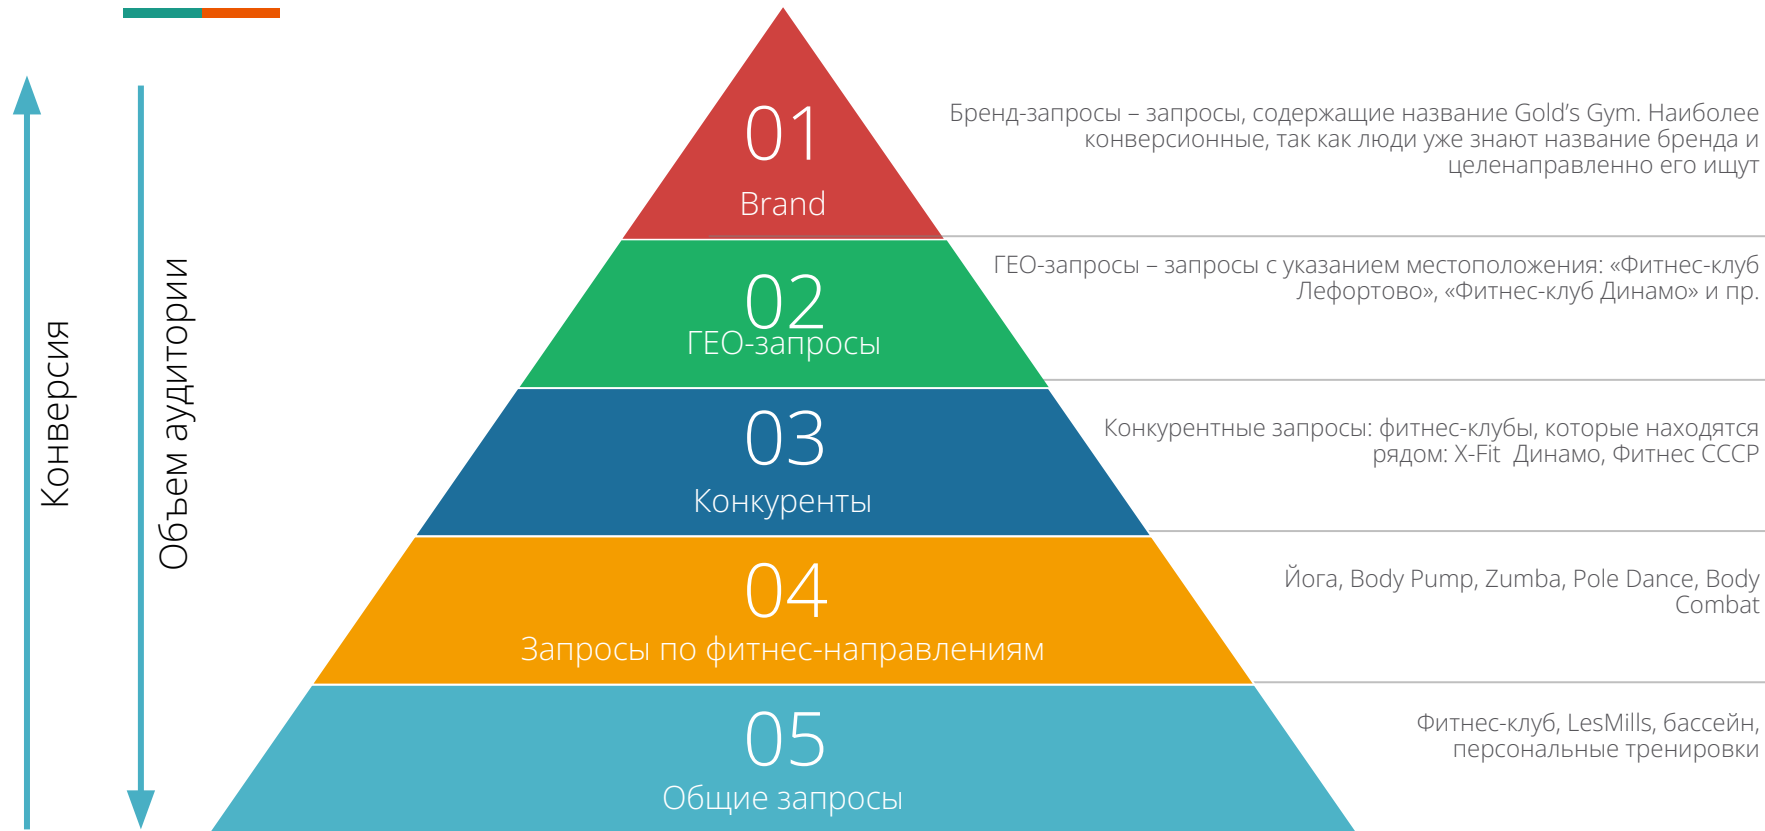 Конверсия
Объем аудитории
01
Brand
Бренд-запросы – запросы, содержащие название Gold’s Gym. Наиболее
конверсионные, так как люди уже знают название бренда и
целенаправленно его ищут
02
ГЕО-запросы
ГЕО-запросы – запросы с указанием местоположения: «Фитнес-клуб
Лефортово», «Фитнес-клуб Динамо» и пр.
03
Конкуренты
Конкурентные запросы: фитнес-клубы, которые находятся
рядом: X-Fit  Динамо, Фитнес СССР
04
Запросы по фитнес-направлениям
Йога, Body Pump, Zumba, Pole Dance, Body
Combat
05
Общие запросы
Фитнес-клуб, LesMills, бассейн,
персональные тренировки